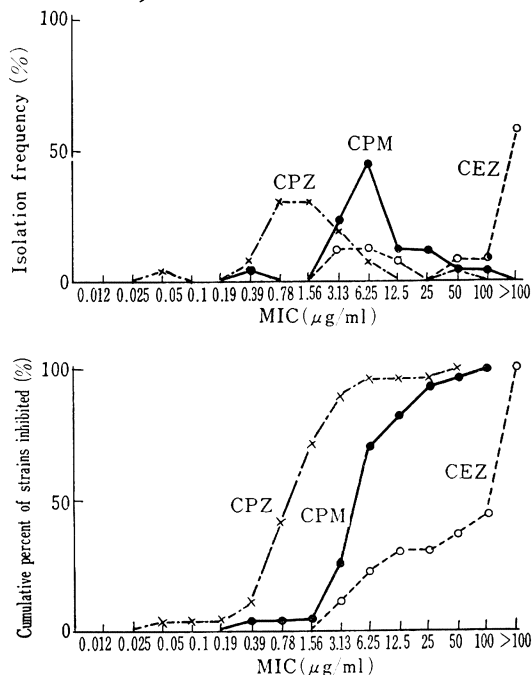 100
50
0
Isolation frequency (%)
CPM
CPZ
CEZ
0.012 0.025 0.05 0.1 0.19 0.39 0.78 1.56 3.13 6.25 12.5 25 50 100 >100
MIC(μg/ml)
100
50
0
Cumulative percent of strains inhibited (%)
CPZ
CPM
CEZ
0.012 0.025 0.05 0.1 0.19 0.39 0.78 1.56 3.13 6.25 12.5 25 50 100 >100
MIC(μg/ml)